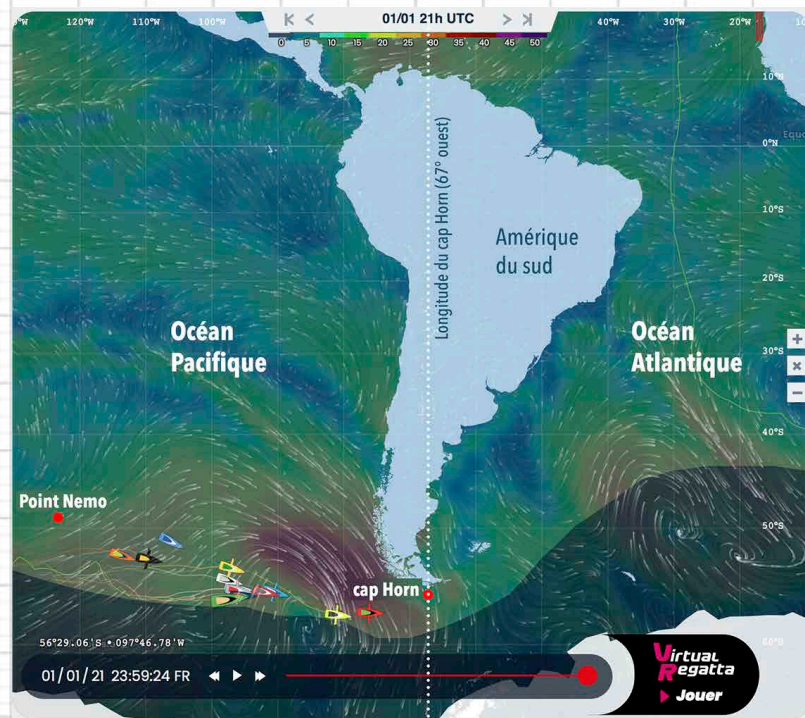 01/01 21h UTC
120°W
110°W
100°W
40°W
30°W
20°W
0 5 10 15 20 25 30 35 40 45 50
10°N
Equa
0°N
10°S
20°S
30°S
40°S
50°S
60°S
Longitude du cap Horn (67° ouest)
Amérique
du sud
Océan
Pacifique
Océan
Atlantique
+
×
−
Point Nemo
cap Horn
56°29.06'S • 097°46.78'W
01/01/21 23:59:24 FR
Virtual
Regatta
Jouer